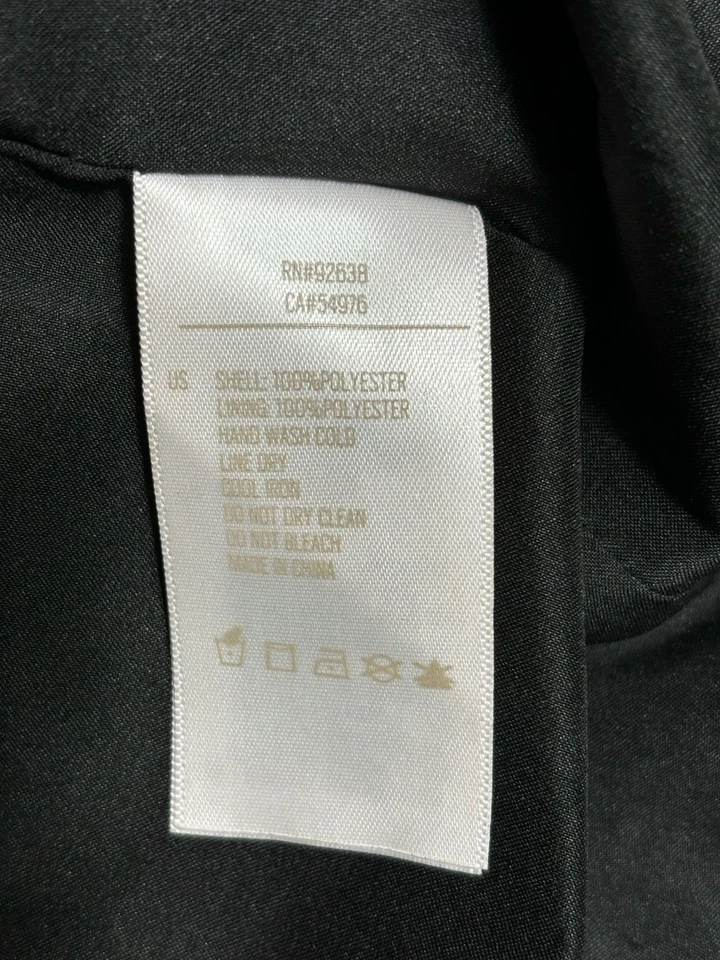 RN#92638
CA#54976
US SHELL: 100%POLYESTER
LINING: 100%POLYESTER
HAND WASH COLD
LINE DRY
COOL IRON
DO NOT DRY CLEAN
DO NOT BLEACH
MADE IN CHINA